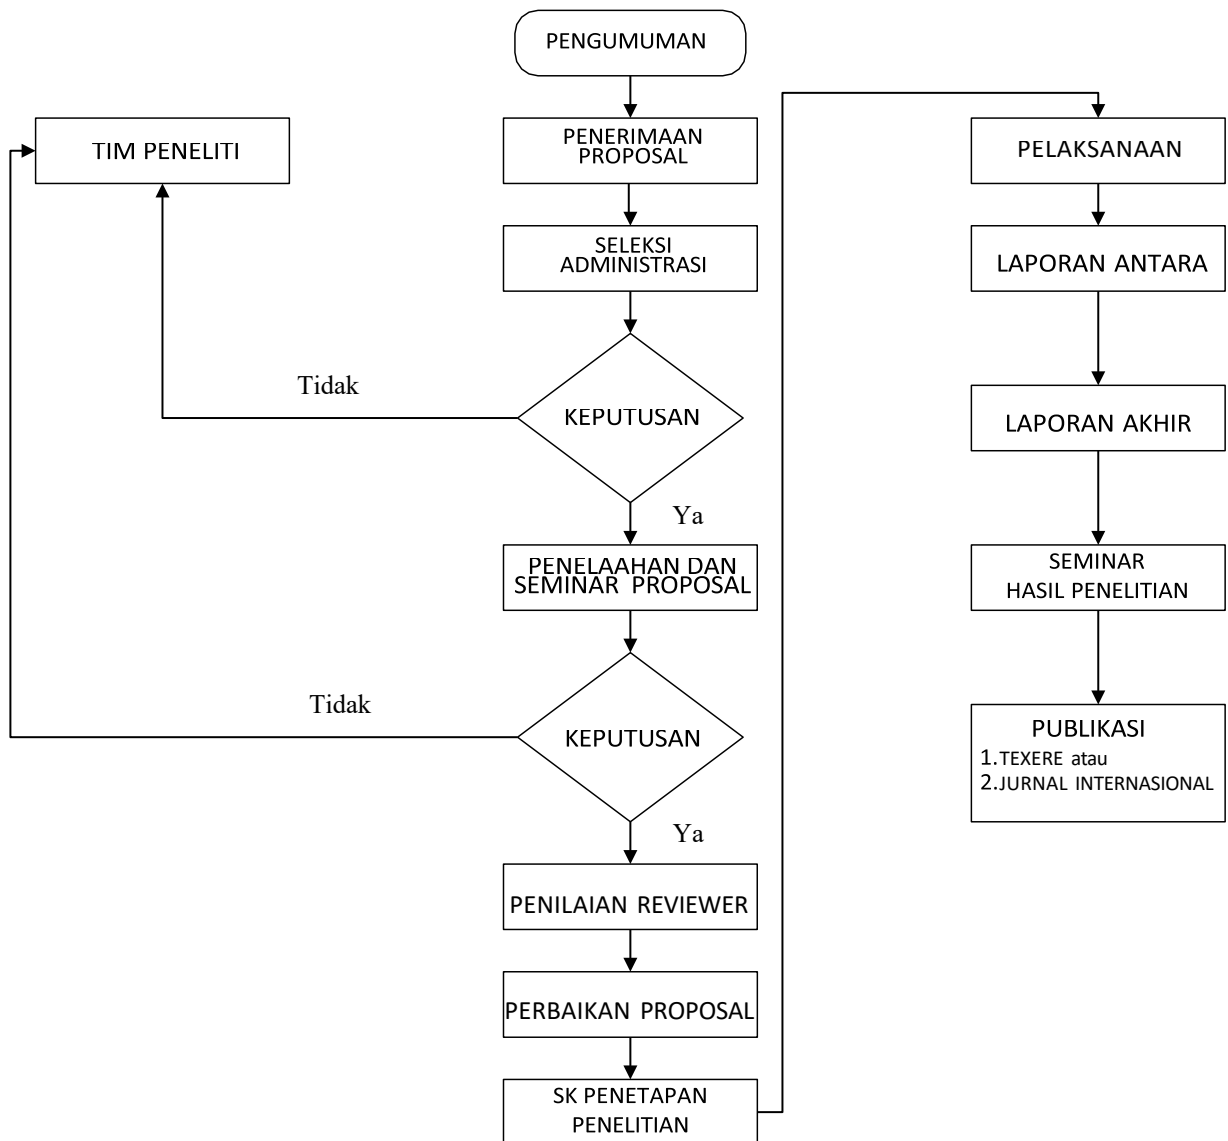 PENGUMUMAN
PENERIMAAN
PROPOSAL
TIM PENELITI
SELEKSI
ADMINISTRASI
Tidak
KEPUTUSAN
Ya
PENELAAHAN DAN
SEMINAR PROPOSAL
Tidak
KEPUTUSAN
Ya
PENILAIAN REVIEWER
PERBAIKAN PROPOSAL
SK PENETAPAN
PENELITIAN
PELAKSANAAN
LAPORAN ANTARA
LAPORAN AKHIR
SEMINAR
HASIL PENELITIAN
PUBLIKASI
1.TEXERE atau
2.JURNAL INTERNASIONAL